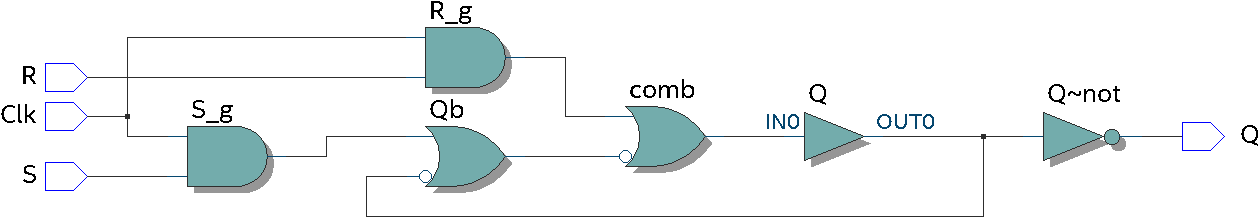 R_g
R
comb
Clk
S_g
Qb
Q
Q~not
IN0
OUT0
Q
S